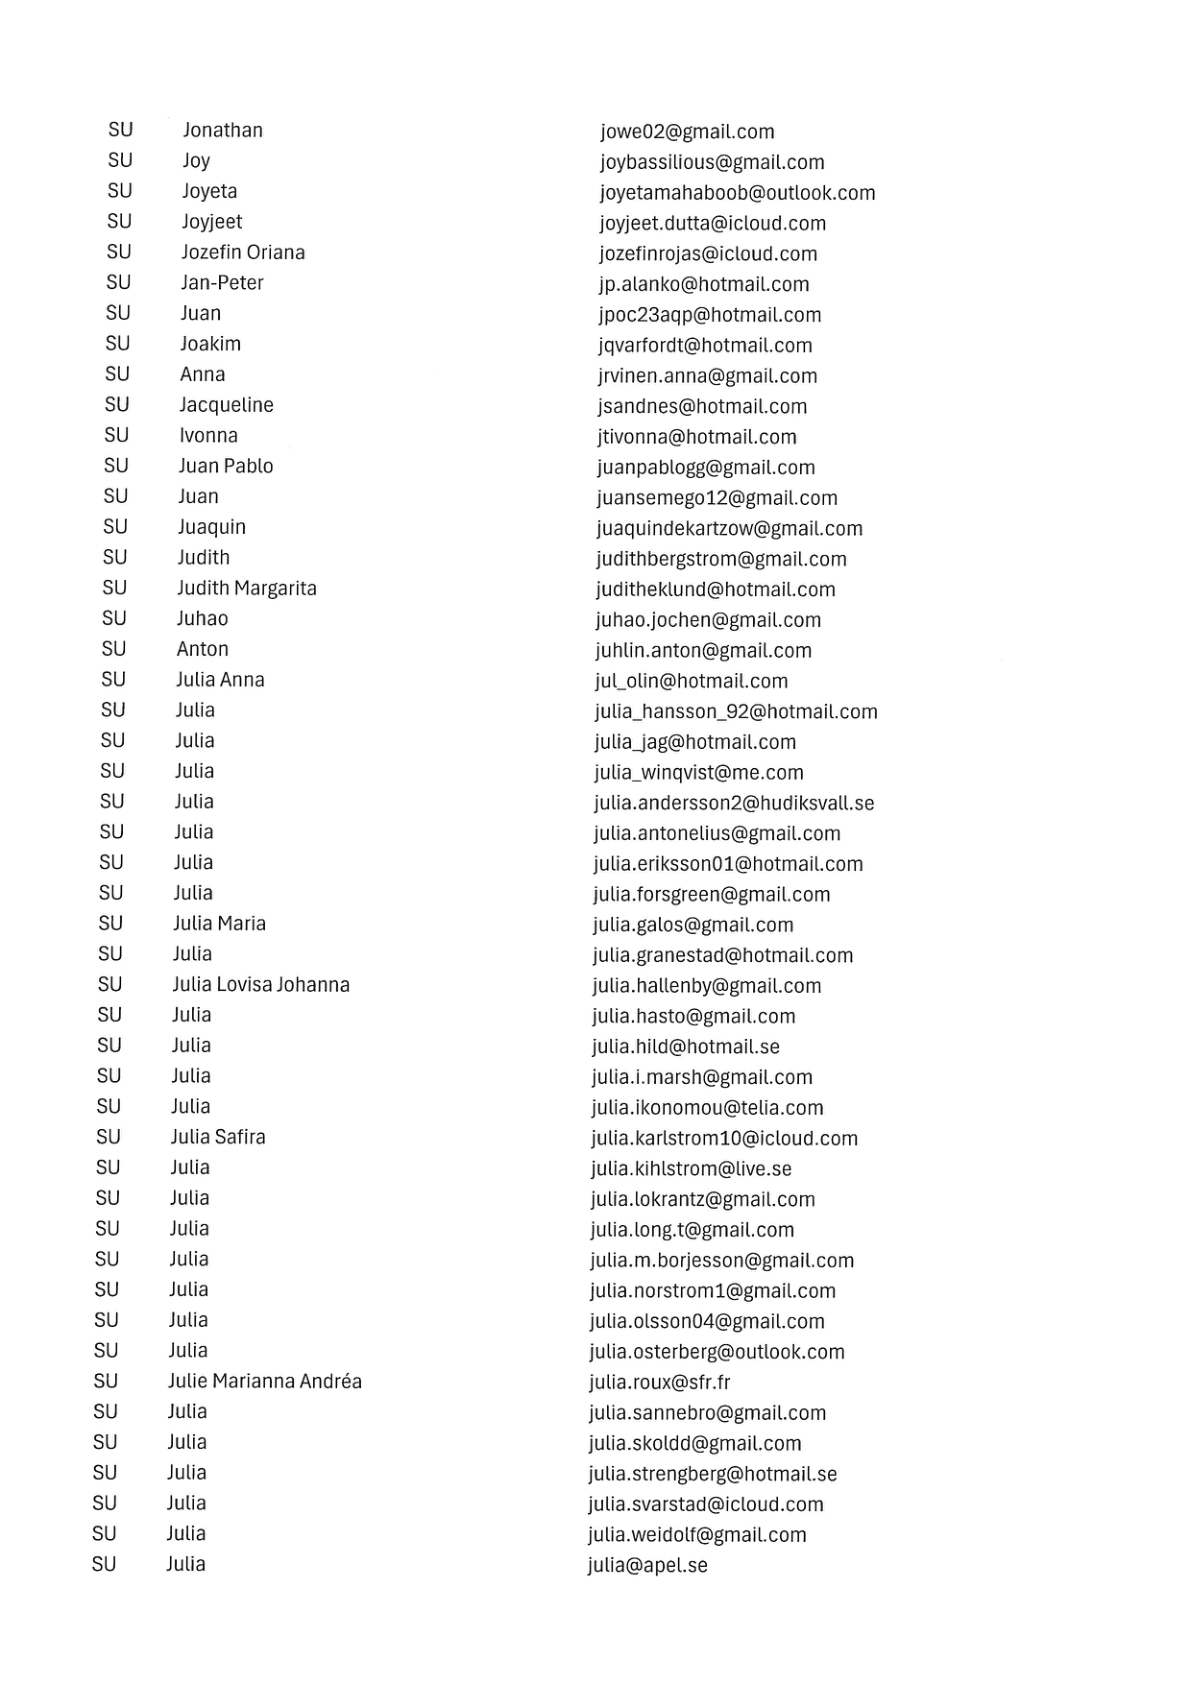 SU Jonathan jowe02@gmail.com
SU Joy joybassilious@gmail.com
SU Joyeta joyetamahaboob@outlook.com
SU Joyjeet joyjeet.dutta@icloud.com
SU Jozefin Oriana jozefinrojas@icloud.com
SU Jan-Peter jp.alanko@hotmail.com
SU Juan jpoc23aqp@hotmail.com
SU Joakim jqvarfordt@hotmail.com
SU Anna jrvinen.anna@gmail.com
SU Jacqueline jsandnes@hotmail.com
SU Ivonna jtivonna@hotmail.com
SU Juan Pablo juanpablogg@gmail.com
SU Juan juansemego12@gmail.com
SU Juaquin juaquindekartzow@gmail.com
SU Judith judithbergstrom@gmail.com
SU Judith Margarita juditheklund@hotmail.com
SU Juhao juhao.jochen@gmail.com
SU Anton juhlin.anton@gmail.com
SU Julia Anna jul_olin@hotmail.com
SU Julia julia_hansson_92@hotmail.com
SU Julia julia_jag@hotmail.com
SU Julia julia_winqvist@me.com
SU Julia julia.andersson2@hudiksvall.se
SU Julia julia.antonelius@gmail.com
SU Julia julia.eriksson01@hotmail.com
SU Julia julia.forsgreen@gmail.com
SU Julia Maria julia.galos@gmail.com
SU Julia julia.granestad@hotmail.com
SU Julia Lovisa Johanna julia.hallenby@gmail.com
SU Julia julia.hasto@gmail.com
SU Julia julia.hild@hotmail.se
SU Julia julia.i.marsh@gmail.com
SU Julia julia.ikonomou@telia.com
SU Julia Safira julia.karlstrom10@icloud.com
SU Julia julia.kihlstrom@live.se
SU Julia julia.lokrantz@gmail.com
SU Julia julia.long.t@gmail.com
SU Julia julia.m.borjesson@gmail.com
SU Julia julia.norstrom1@gmail.com
SU Julia julia.olsson04@gmail.com
SU Julia julia.osterberg@outlook.com
SU Julie Marianna Andréa julia.roux@sfr.fr
SU Julia julia.sannebro@gmail.com
SU Julia julia.skoldd@gmail.com
SU Julia julia.strengberg@hotmail.se
SU Julia julia.svarstad@icloud.com
SU Julia julia.weidolf@gmail.com
SU Julia julia@apel.se